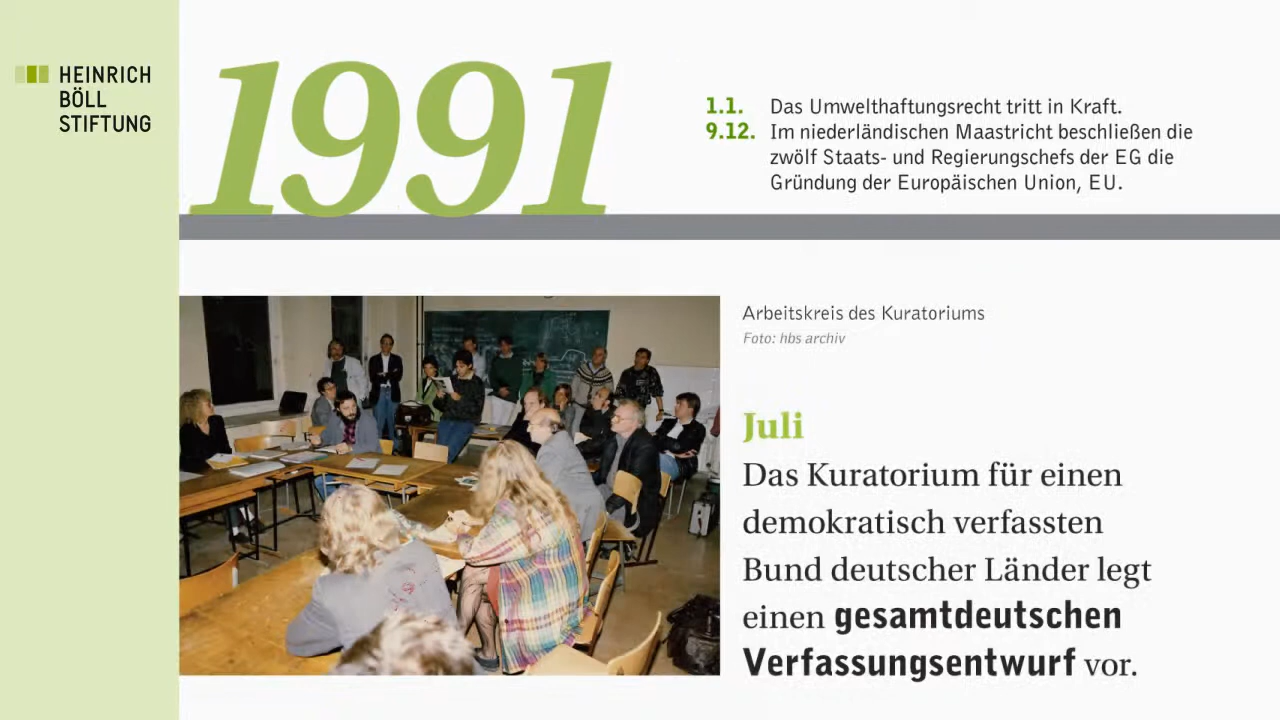 HEINRICH
BÖLL
STIFTUNG
1991
1.1. Das Umwelthaftungsrecht tritt in Kraft.
9.12. Im niederländischen Maastricht beschließen die
zwölf Staats- und Regierungschefs der EG die
Gründung der Europäischen Union, EU.
Arbeitskreis des Kuratoriums
Foto: hbs archiv
Juli
Das Kuratorium für einen
demokratisch verfassten
Bund deutscher Länder legt
einen gesamtdeutschen
Verfassungsentwurf vor.